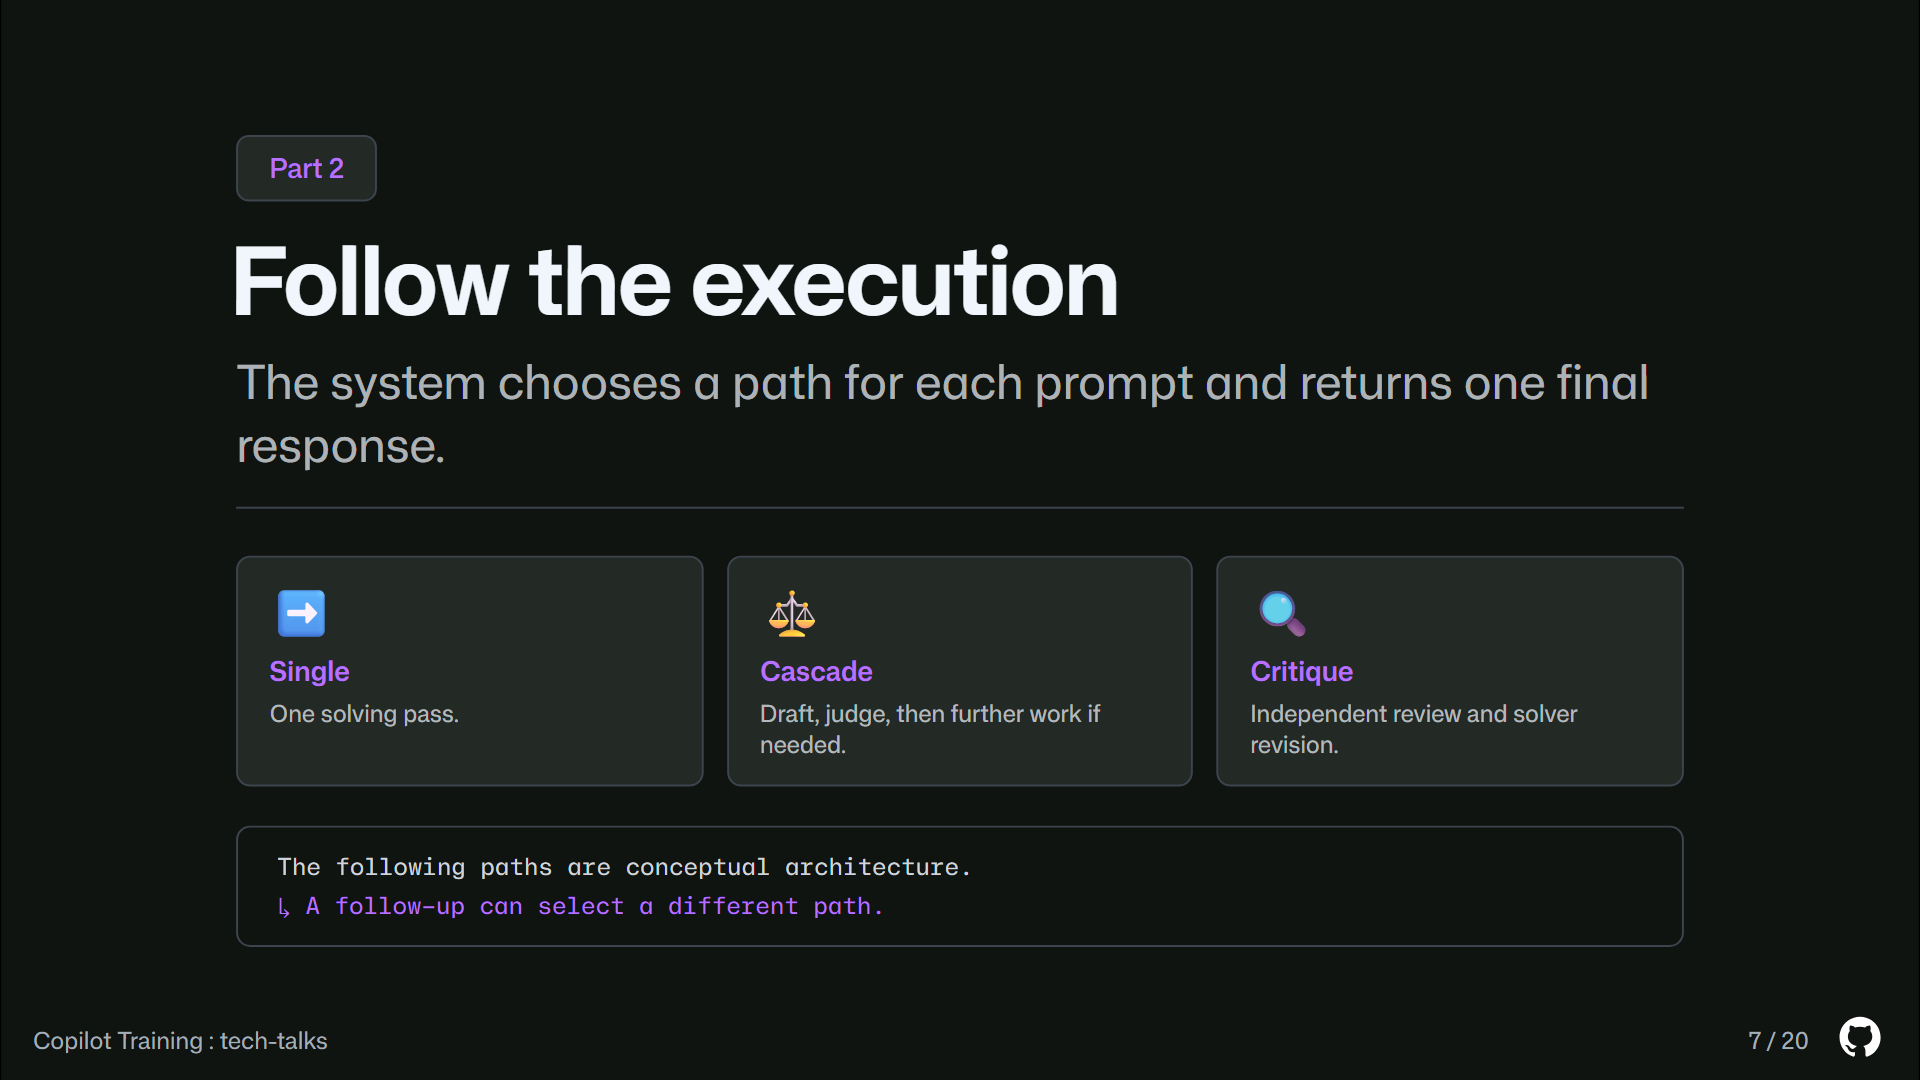 Part 2
Follow the execution
The system chooses a path for each prompt and returns one final
response.
Single
One solving pass.
Cascade
Draft, judge, then further work if
needed.
Critique
Independent review and solver
revision.
The following paths are conceptual architecture.
↳ A follow-up can select a different path.
Copilot Training : tech-talks
7 / 20